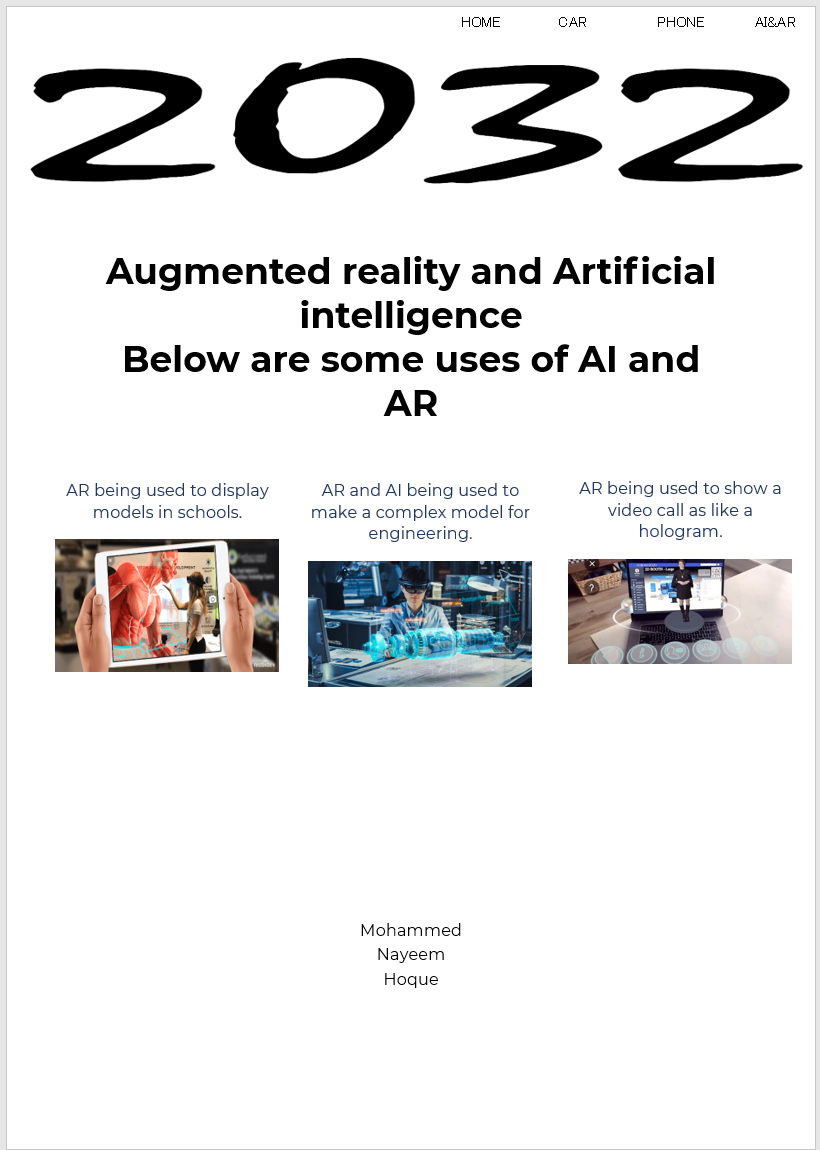 HOME CAR PHONE AI&AR
2032
Augmented reality and Artificial
intelligence
Below are some uses of AI and
AR
AR being used to display
models in schools.
AR and AI being used to
make a complex model for
engineering.
AR being used to show a
video call as like a
hologram.
Mohammed
Nayeem
Hoque